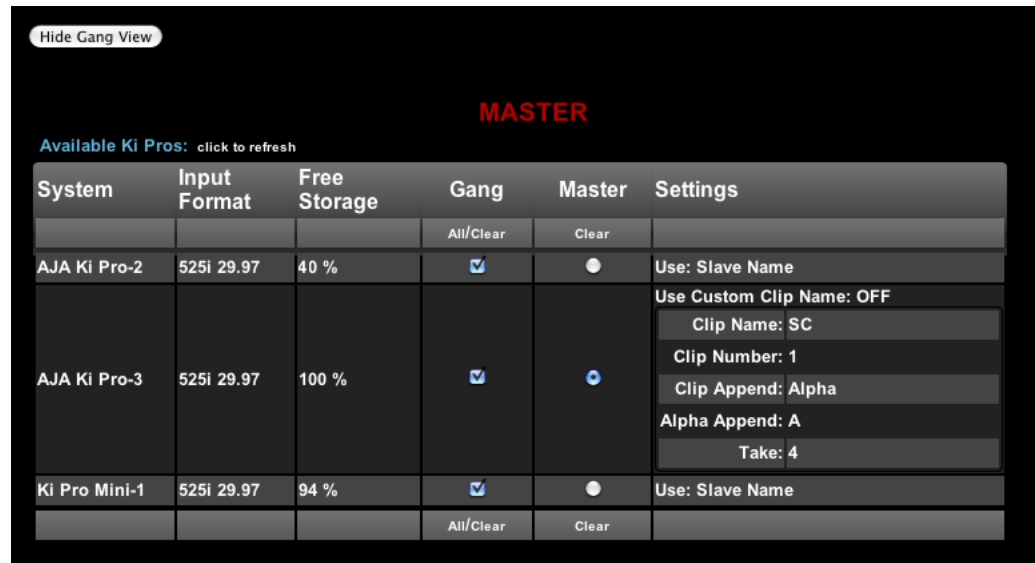 Hide Gang View
MASTER
Available Ki Pros: click to refresh
System Input Format Free Storage Gang Master Settings
All/Clear Clear
AJA Ki Pro-2 525i 29.97 40 % Use: Slave Name
AJA Ki Pro-3 525i 29.97 100 % Use Custom Clip Name: OFF
Clip Name: SC
Clip Number: 1
Clip Append: Alpha
Alpha Append: A
Take: 4
Ki Pro Mini-1 525i 29.97 94 % Use: Slave Name
All/Clear Clear